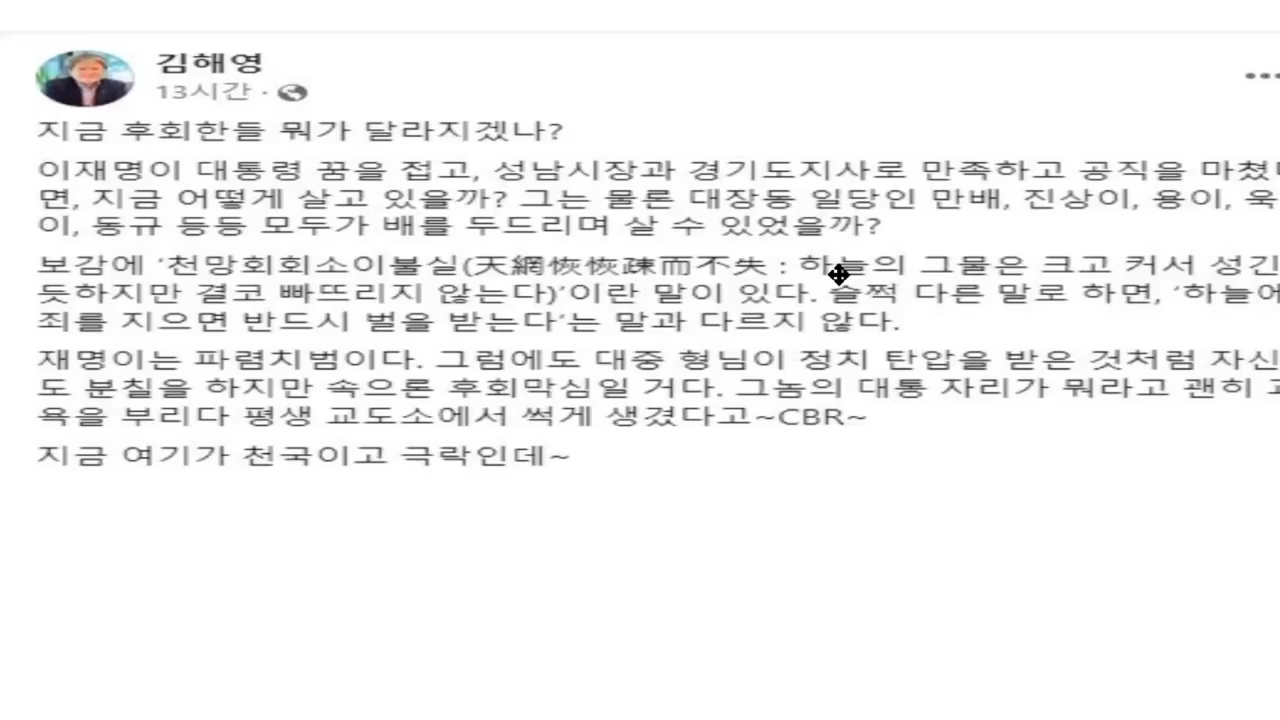 김해영
13시간 ·
지금 후회한들 뭐가 달라지겠나?
이재명이 대통령 꿈을 접고, 성남시장과 경기도지사로 만족하고 공직을
면, 지금 어떻게 살고 있을까? 그는 물론 대장동 일당인 만배, 진상이, 용이, 욱
이, 동규 등등 모두가 배를 두드리며 살 수 있었을까?
보감에 '천망회회소이불실(天網恢恢疎而不失 : 하늘의 그물은 크고 커서 성긴
듯하지만 결코 빠뜨리지 않는다)'이란 말이 있다. 슬쩍 다른 말로 하면, '하늘에
죄를 지으면 반드시 벌을 받는다'는 말과 다르지 않다.
재명이는 파렴치범이다. 그럼에도 대중 형님이 정치 탄압을 받은 것처럼 자신
도 분칠을 하지만 속으론 후회막심일 거다. 그놈의 대통 자리가 뭐라고 괜히
욕을 부리다 평생 교도소에서 썩게 생겼다고~CBR~
지금 여기가 천국이고 극락인데~